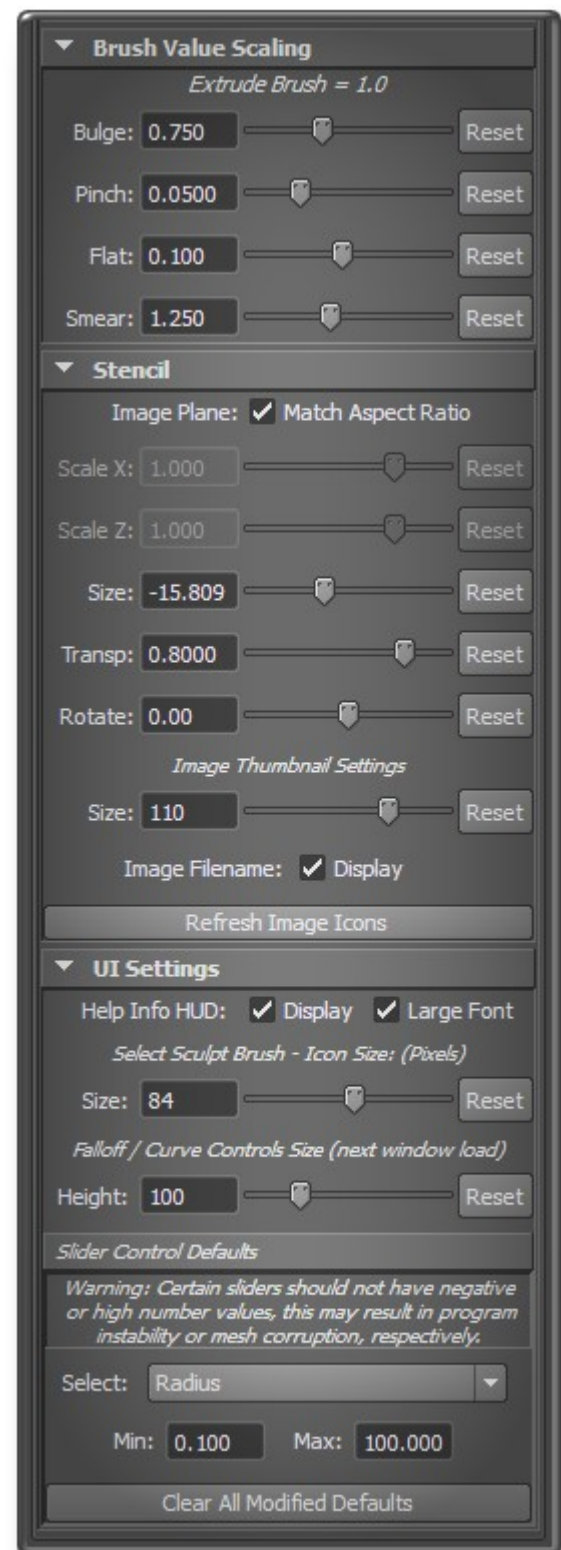 Brush Value Scaling
Extrude Brush = 1.0
Bulge: 0.750 Reset
Pinch: 0.0500 Reset
Flat: 0.100 Reset
Smear: 1.250 Reset
Stencil
Image Plane: Match Aspect Ratio
Scale X: 1.000 Reset
Scale Z: 1.000 Reset
Size: -15.809 Reset
Transp: 0.8000 Reset
Rotate: 0.00 Reset
Image Thumbnail Settings
Size: 110 Reset
Image Filename: Display
Refresh Image Icons
UI Settings
Help Info HUD: Display Large Font
Select Sculpt Brush - Icon Size: (Pixels)
Size: 84 Reset
Falloff / Curve Controls Size (next window load)
Height: 100 Reset
Slider Control Defaults
Warning: Certain sliders should not have negative
or high number values, this may result in program
instability or mesh corruption, respectively.
Select: Radius
Min: 0.100 Max: 100.000
Clear All Modified Defaults